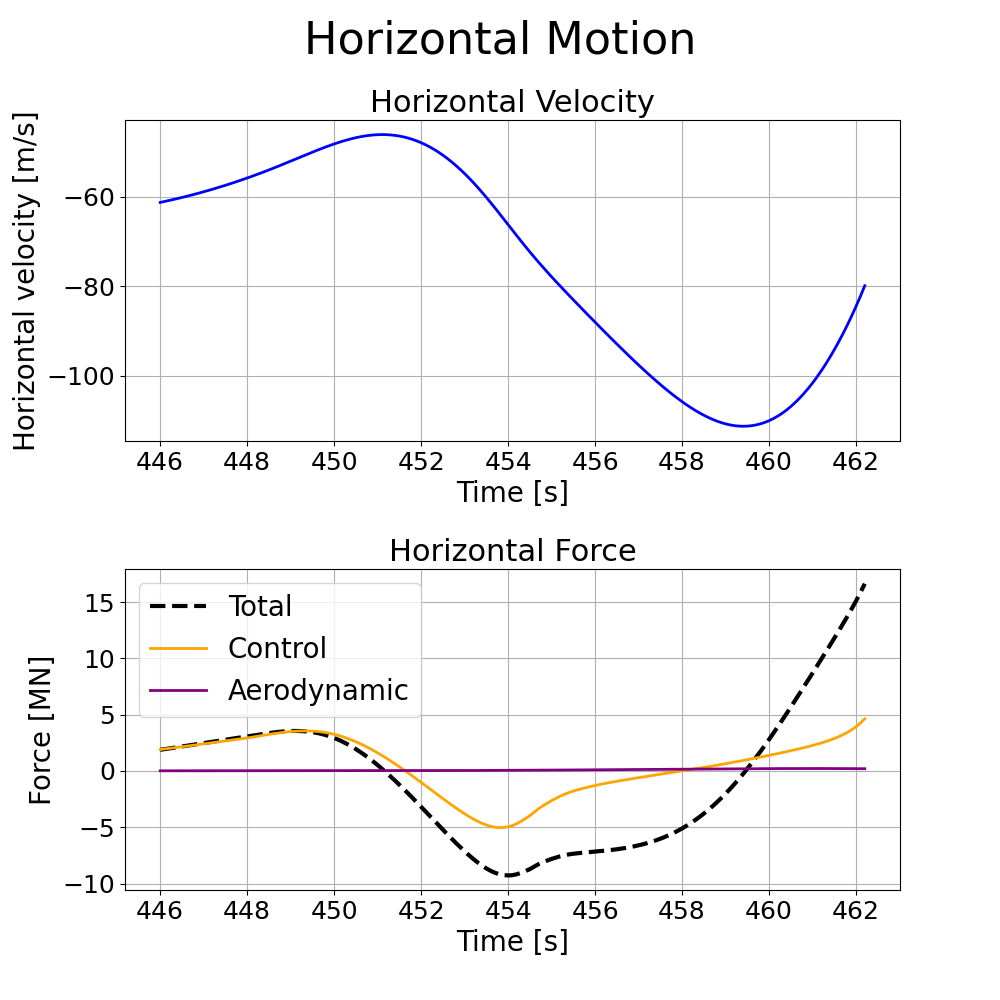 Horizontal Motion
Horizontal Velocity
Horizontal velocity [m/s]
−60
−80
−100
446 448 450 452 454 456 458 460 462
Time [s]
Horizontal Force
Force [MN]
15
10
5
0
−5
−10
Total
Control
Aerodynamic
446 448 450 452 454 456 458 460 462
Time [s]